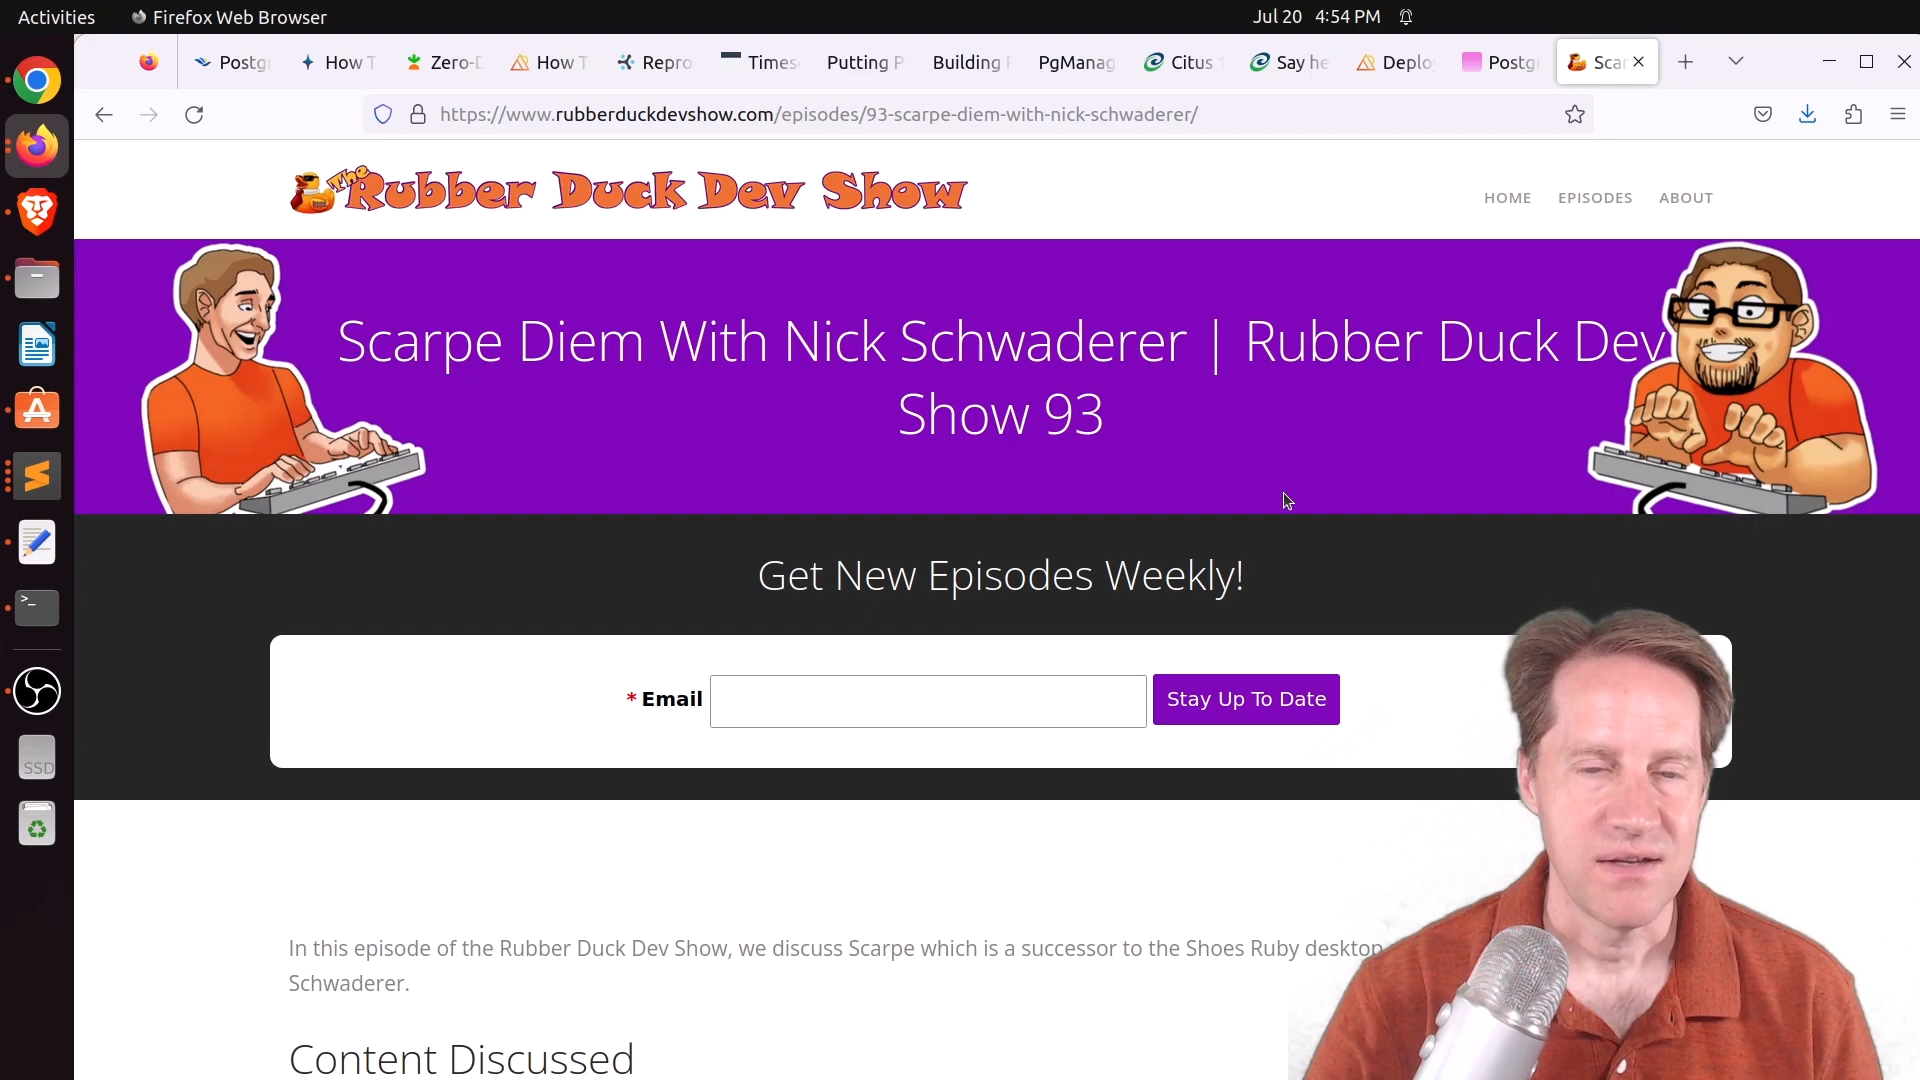 Activities
Firefox Web Browser
Jul 20 4:54 PM
Postgr
How T
Zero-D
How T
Repro
Times
Putting P
Building
PgManag
Citus 1
Say he
Deplo
Postgr
Scar
https://www.rubberduckdevshow.com/episodes/93-scarpe-diem-with-nick-schwaderer/
The Rubber Duck Dev Show
HOME
EPISODES
ABOUT
Scarpe Diem With Nick Schwaderer | Rubber Duck Dev
Show 93
Get New Episodes Weekly!
* Email
Stay Up To Date
SSD
In this episode of the Rubber Duck Dev Show, we discuss Scarpe which is a successor to the Shoes Ruby desktop
Schwaderer.
Content Discussed